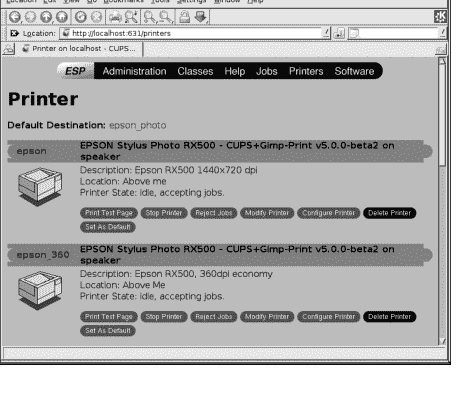 Location Edit View Go Bookmarks Tools Settings Window Help
Location: http://localhost:631/printers
Printer on localhost - CUPS...
ESP Administration Classes Help Jobs Printers Software
Printer
Default Destination: epson_photo
epson
EPSON Stylus Photo RX500 - CUPS+Gimp-Print v5.0.0-beta2 on
speaker
Description: Epson RX500 1440x720 dpi
Location: Above me
Printer State: idle, accepting jobs.
Print Test Page Stop Printer Reject Jobs Modify Printer Configure Printer Delete Printer
Set As Default
epson_360
EPSON Stylus Photo RX500 - CUPS+Gimp-Print v5.0.0-beta2 on
speaker
Description: Epson RX500, 360dpi economy
Location: Above Me
Printer State: idle, accepting jobs.
Print Test Page Stop Printer Reject Jobs Modify Printer Configure Printer Delete Printer
Set As Default